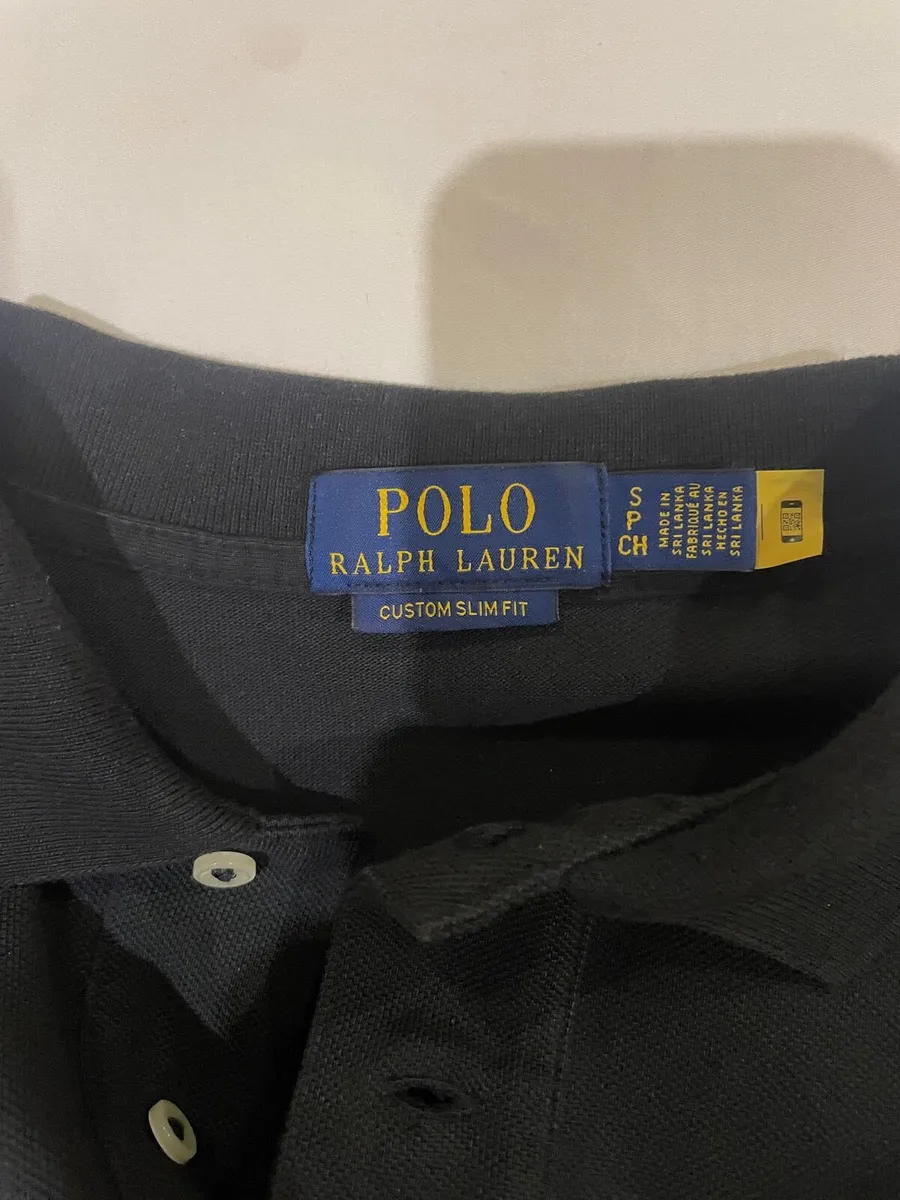 POLO
RALPH LAUREN
CUSTOM SLIM FIT
S
P
CH
MADE IN
SRI LANKA
FABRIQUÉ AU
SRI LANKA
HECHO EN
SRI LANKA